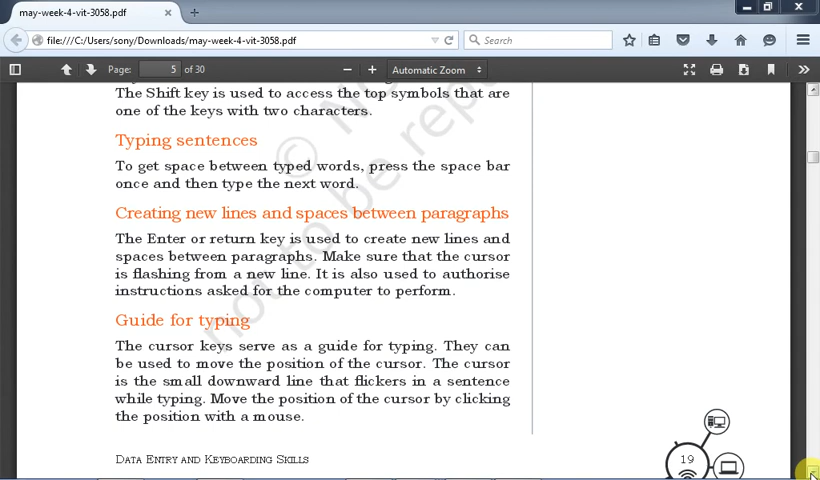 may-week-4-vit-3058.pdf
file:///C:/Users/sony/Downloads/may-week-4-vit-3058.pdf
Search
Page: 5 of 30
Automatic Zoom
The Shift key is used to access the top symbols that are
one of the keys with two characters.
Typing sentences
To get space between typed words, press the space bar
once and then type the next word.
Creating new lines and spaces between paragraphs
The Enter or return key is used to create new lines and
spaces between paragraphs. Make sure that the cursor
is flashing from a new line. It is also used to authorise
instructions asked for the computer to perform.
Guide for typing
The cursor keys serve as a guide for typing. They can
be used to move the position of the cursor. The cursor
is the small downward line that flickers in a sentence
while typing. Move the position of the cursor by clicking
the position with a mouse.
DATA ENTRY AND KEYBOARDING SKILLS
19
© N
not to be rep